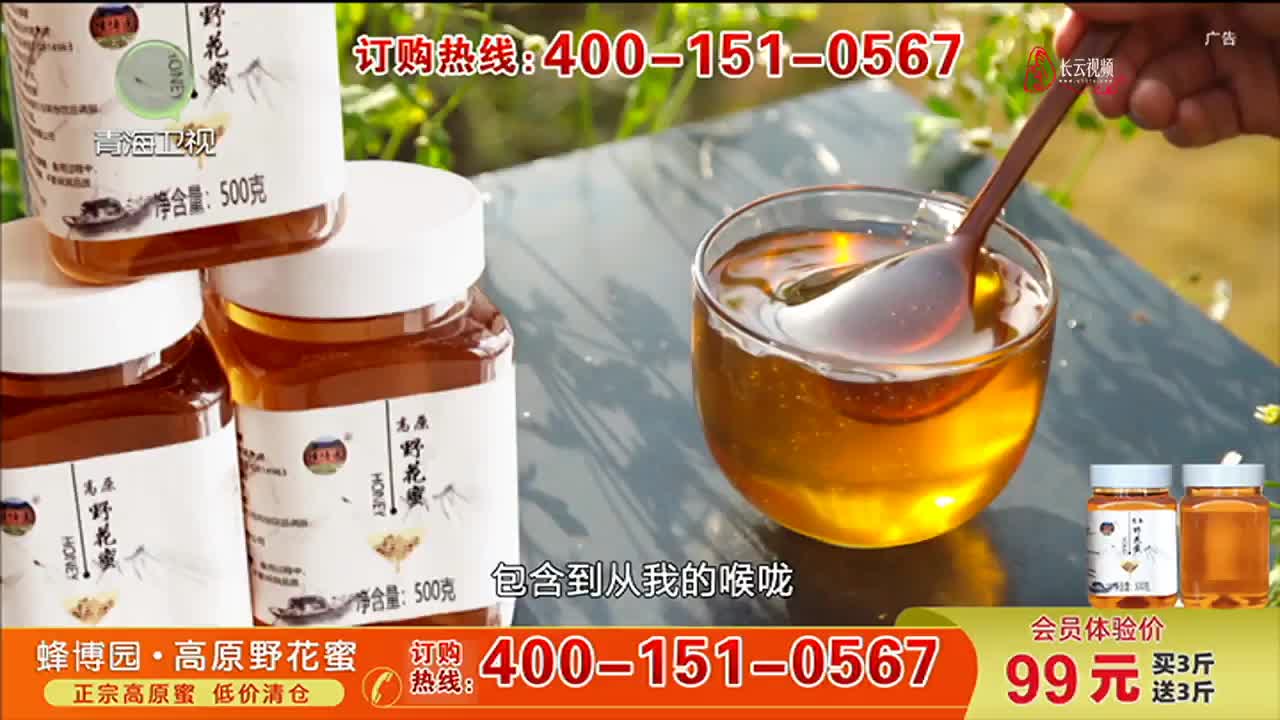 订购热线:400-151-0567
广告
长云视频
青海卫视
野花蜜
HONEY
净含量:500克
高原
野花蜜
HONEY
净含量:500克
高原
野花蜜
HONEY
野花蜜
包含到从我的喉咙
蜂博园·高原野花蜜
正宗高原蜜 低价清仓
订购
热线:
400-151-0567
会员体验价
99元
买3斤
送3斤